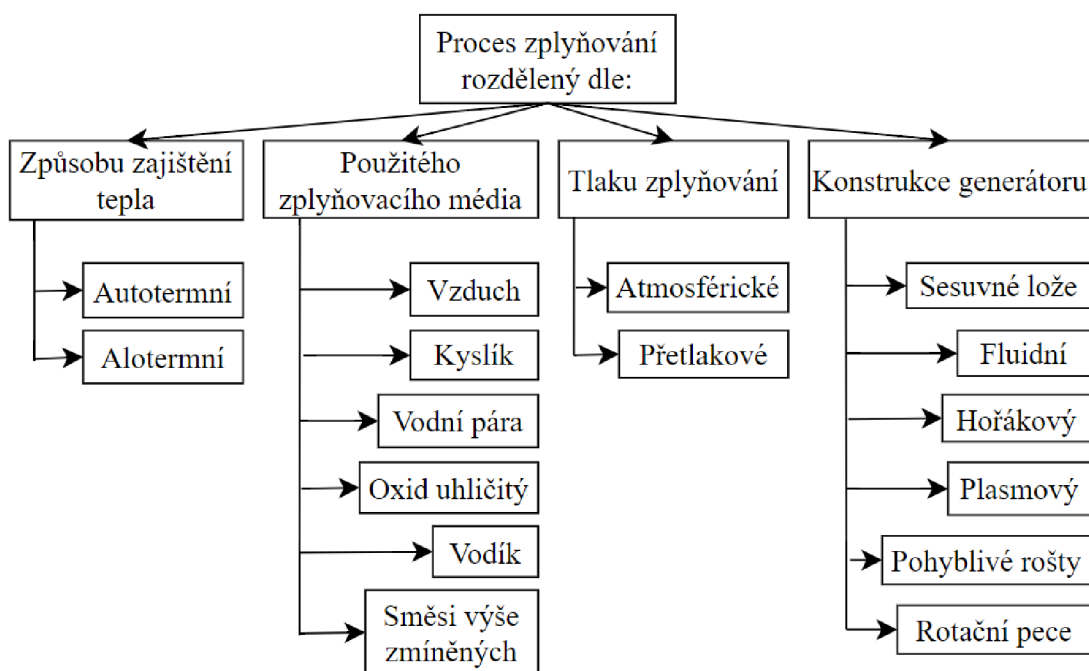 Proces zplyňování
rozdělený dle:
Způsobu zajištění
tepla
Autotermní
Alotermní
Použitého
zplyňovacího média
Vzduch
Kyslík
Vodní pára
Oxid uhličitý
Vodík
Směsi výše
zmíněných
Tlaku zplyňování
Atmosférické
Přetlakové
Konstrukce generátoru
Sesuvné lože
Fluidní
Hořákový
Plasmový
Pohyblivé rošty
Rotační pece